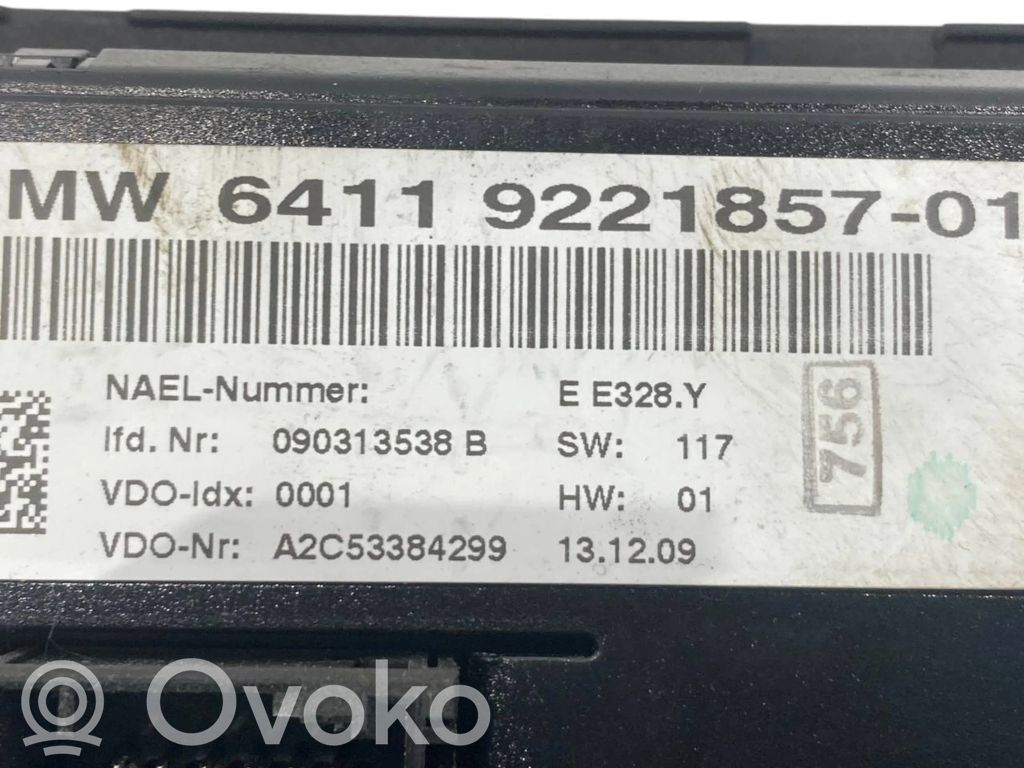 MW 6411 9221857-01
NAEL-Nummer: E E328.Y
lfd. Nr: 090313538 B SW: 117
VDO-Idx: 0001 HW: 01
VDO-Nr: A2C53384299 13.12.09
756
Ovoko